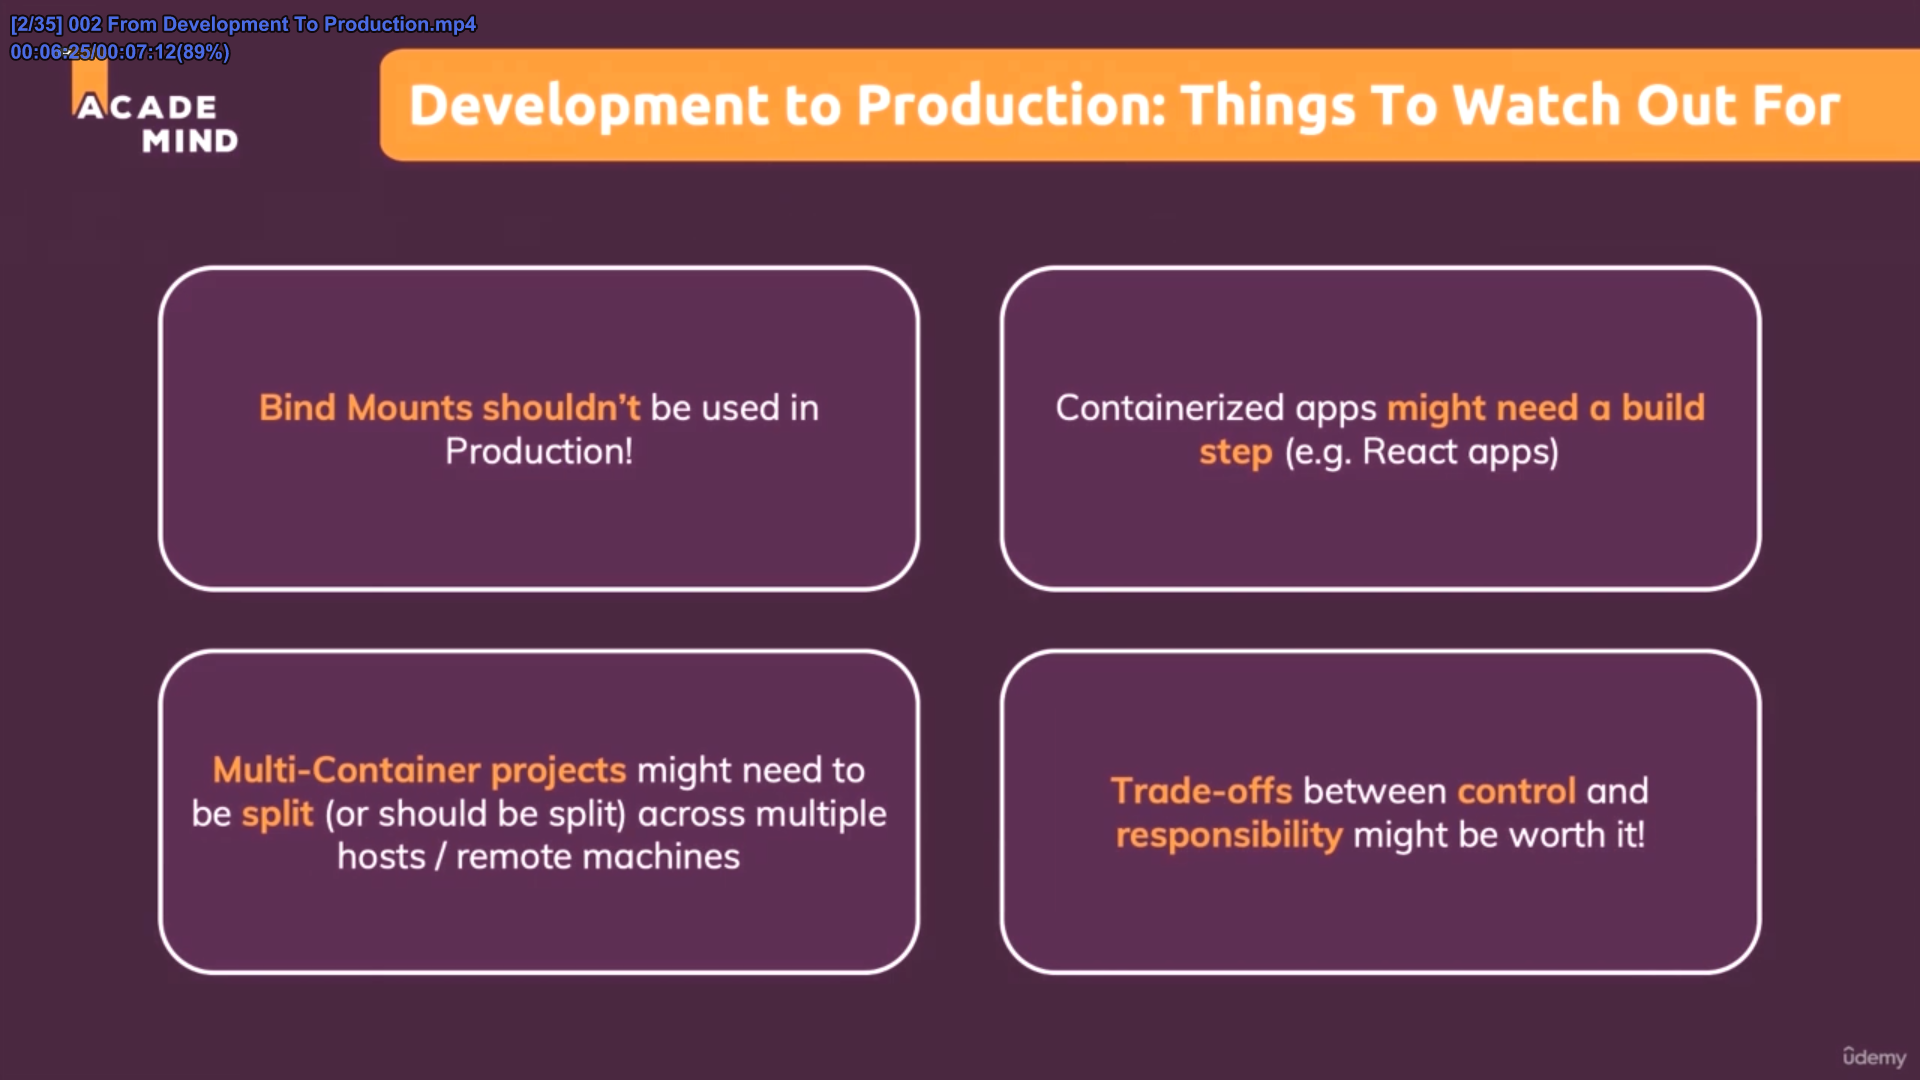 [2/35] 002 From Development To Production.mp4
00:06:25/00:07:12(89%)
ACADE
MIND
Development to Production: Things To Watch Out For
Bind Mounts shouldn’t be used in
Production!
Containerized apps might need a build
step (e.g. React apps)
Multi-Container projects might need to
be split (or should be split) across multiple
hosts / remote machines
Trade-offs between control and
responsibility might be worth it!
ûdemy